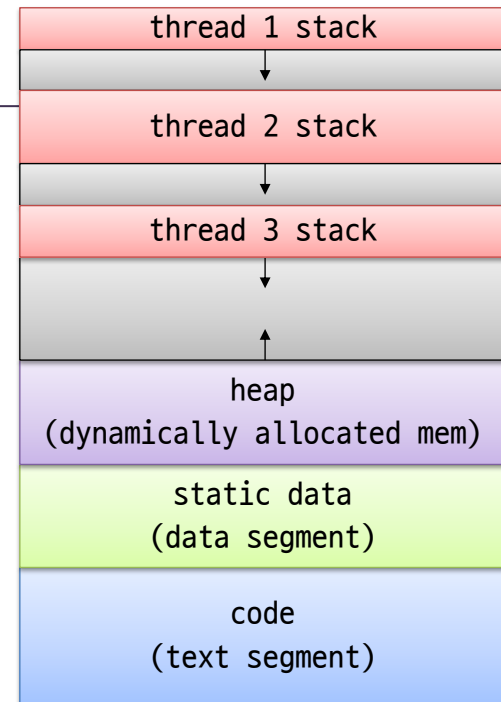 thread 1 stack
thread 2 stack
thread 3 stack
heap
(dynamically allocated mem)
static data
(data segment)
code
(text segment)